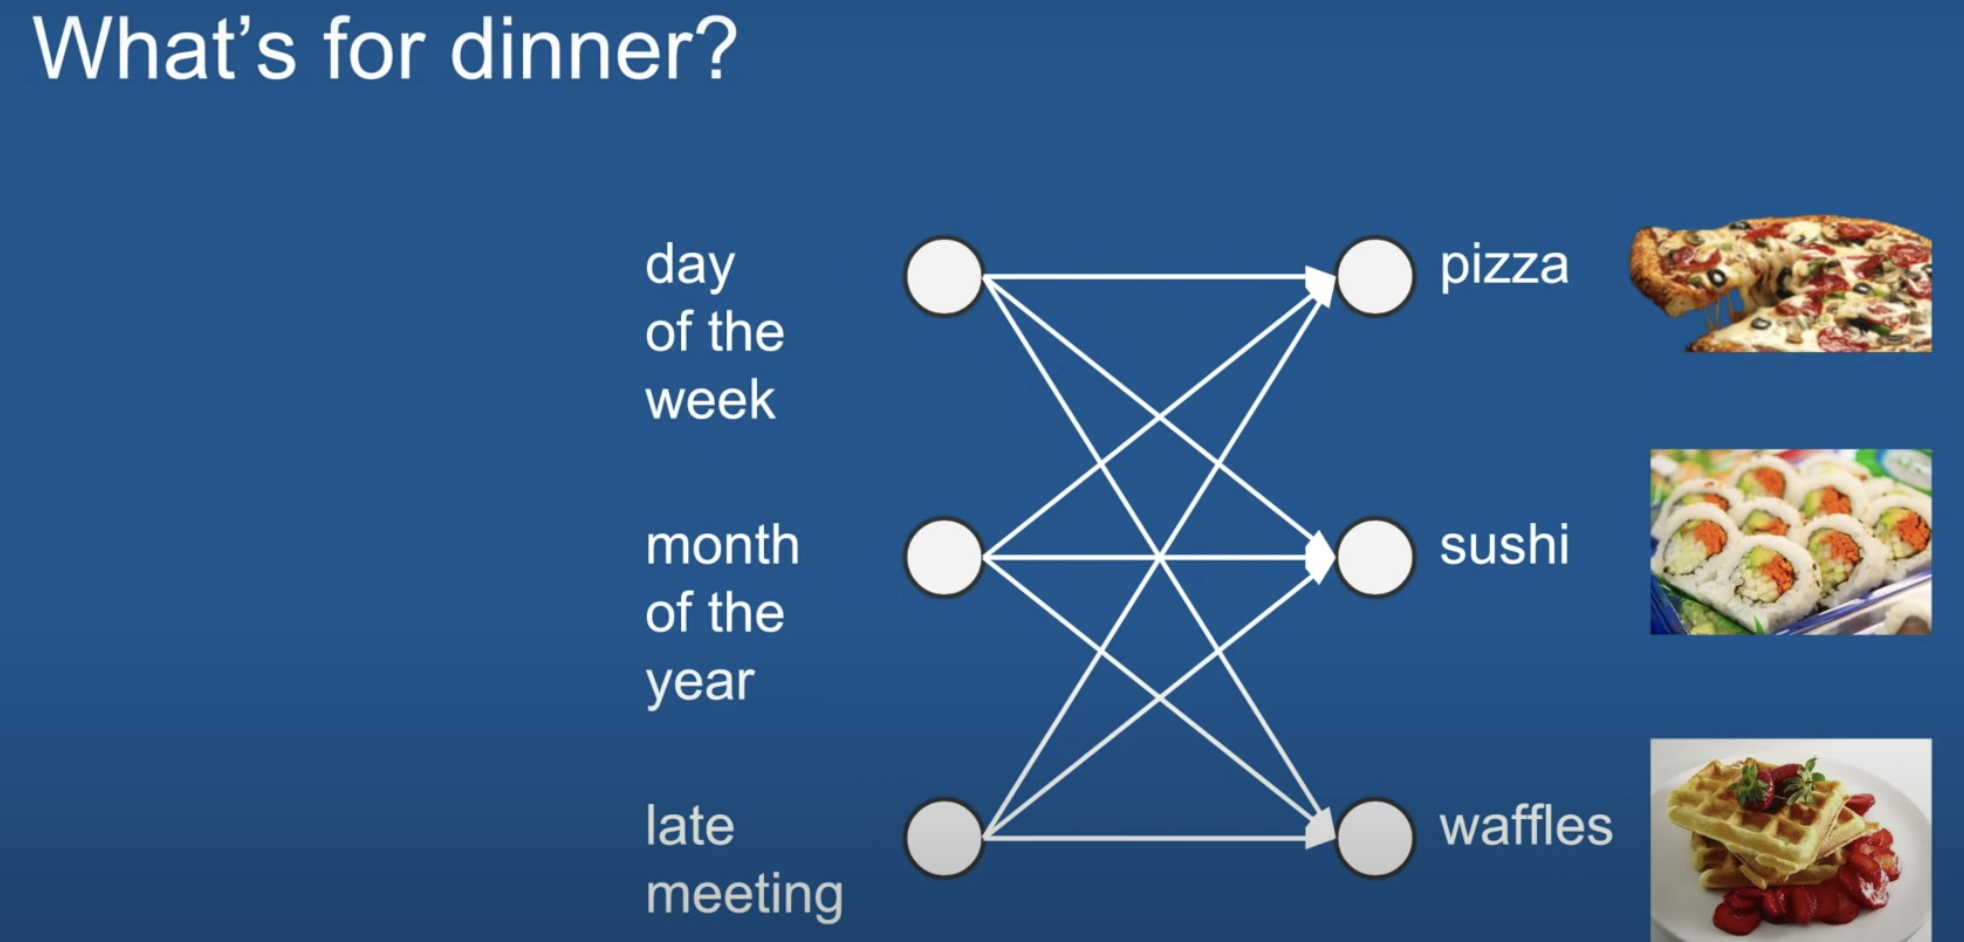 What’s for dinner?
day
of the
week
pizza
month
of the
year
sushi
late
meeting
waffles